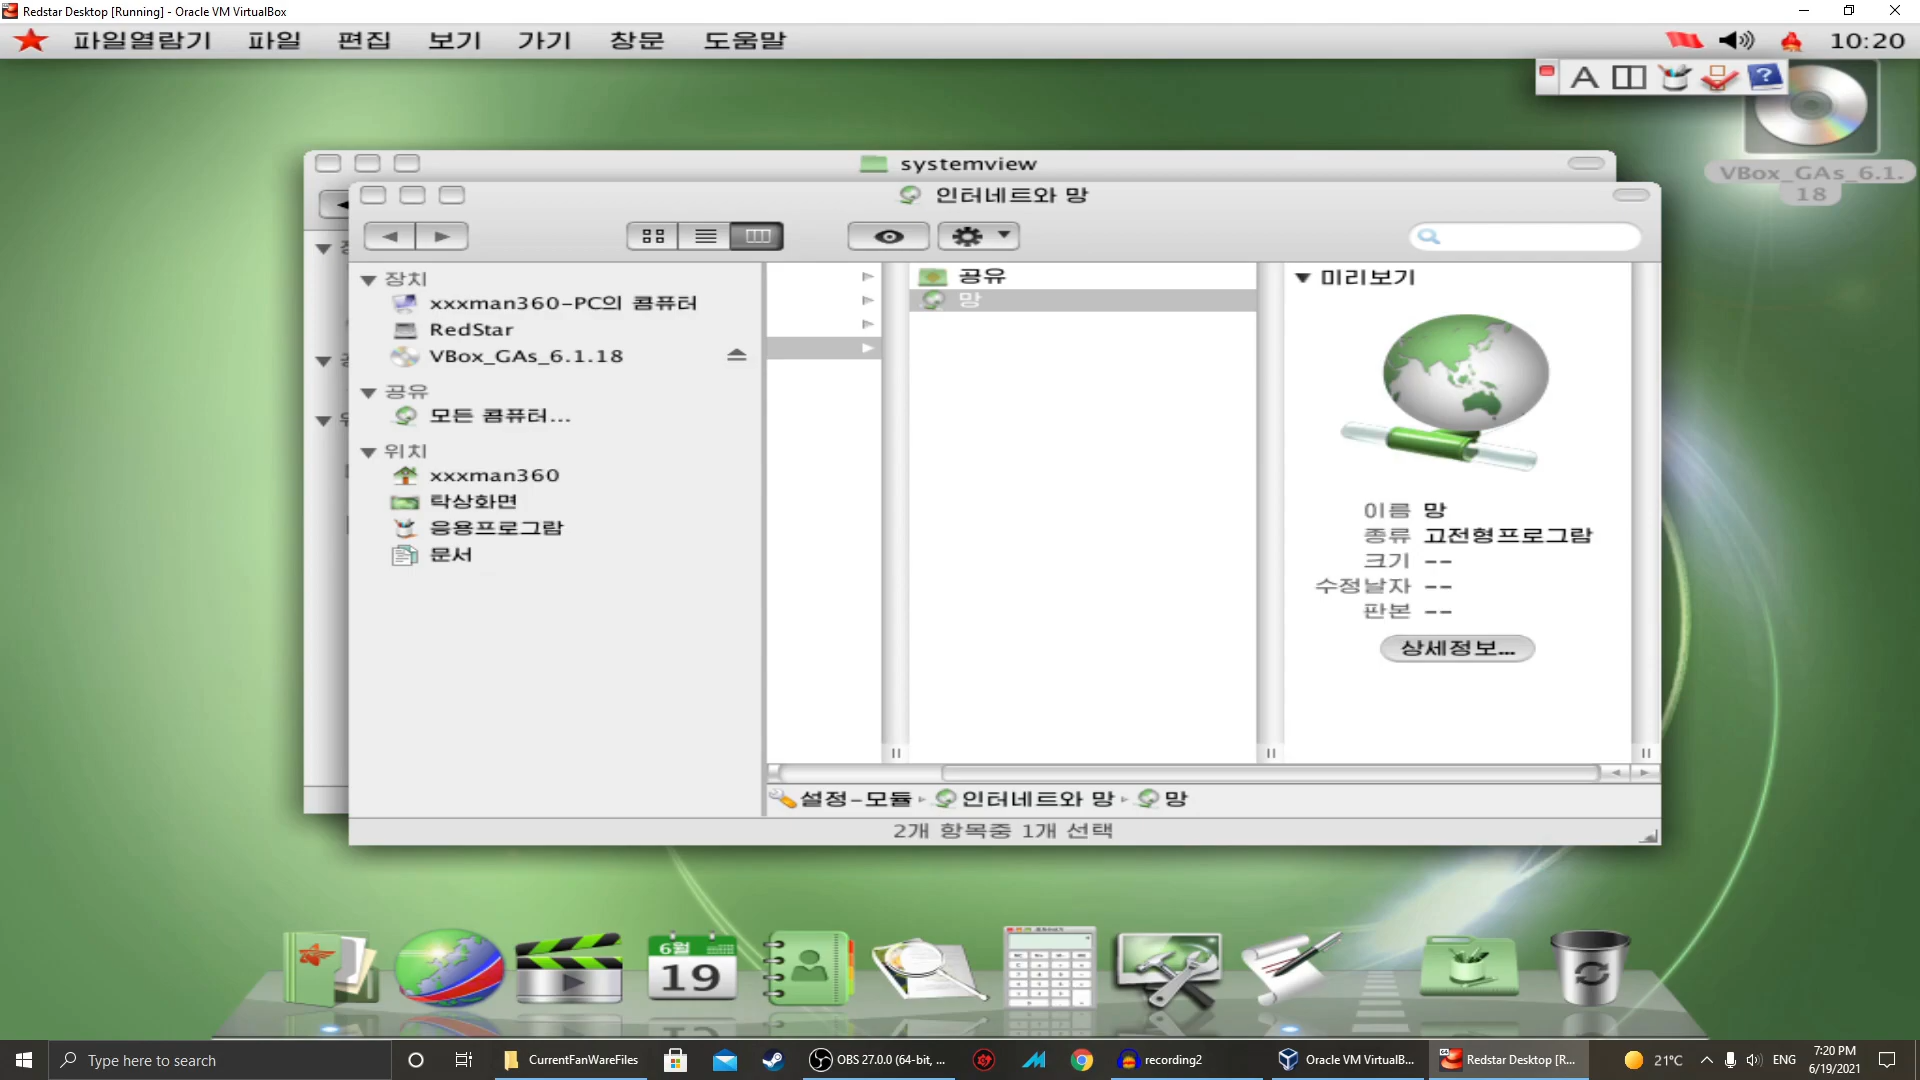 Redstar Desktop [Running] - Oracle VM VirtualBox
파일열람기 파일 편집 보기 가기 창문 도움말 10:20
A ?
VBox_GAs_6.1.
18
systemview
인터네트와 망
장치
xxxman360-PC의 콤퓨터
RedStar
VBox_GAs_6.1.18
공유
모든 콤퓨터...
위치
xxxman360
탁상화면
응용프로그람
문서
공유
망
미리보기
이름 망
종류 고전형프로그람
크기 --
수정날자 --
판본 --
상세정보...
설정-모듈 인터네트와 망 망
2개 항목중 1개 선택
6월
19
Type here to search
CurrentFanWareFiles
OBS 27.0.0 (64-bit, ...
recording2
Oracle VM VirtualB...
Redstar Desktop [R...
21°C
ENG
7:20 PM
6/19/2021